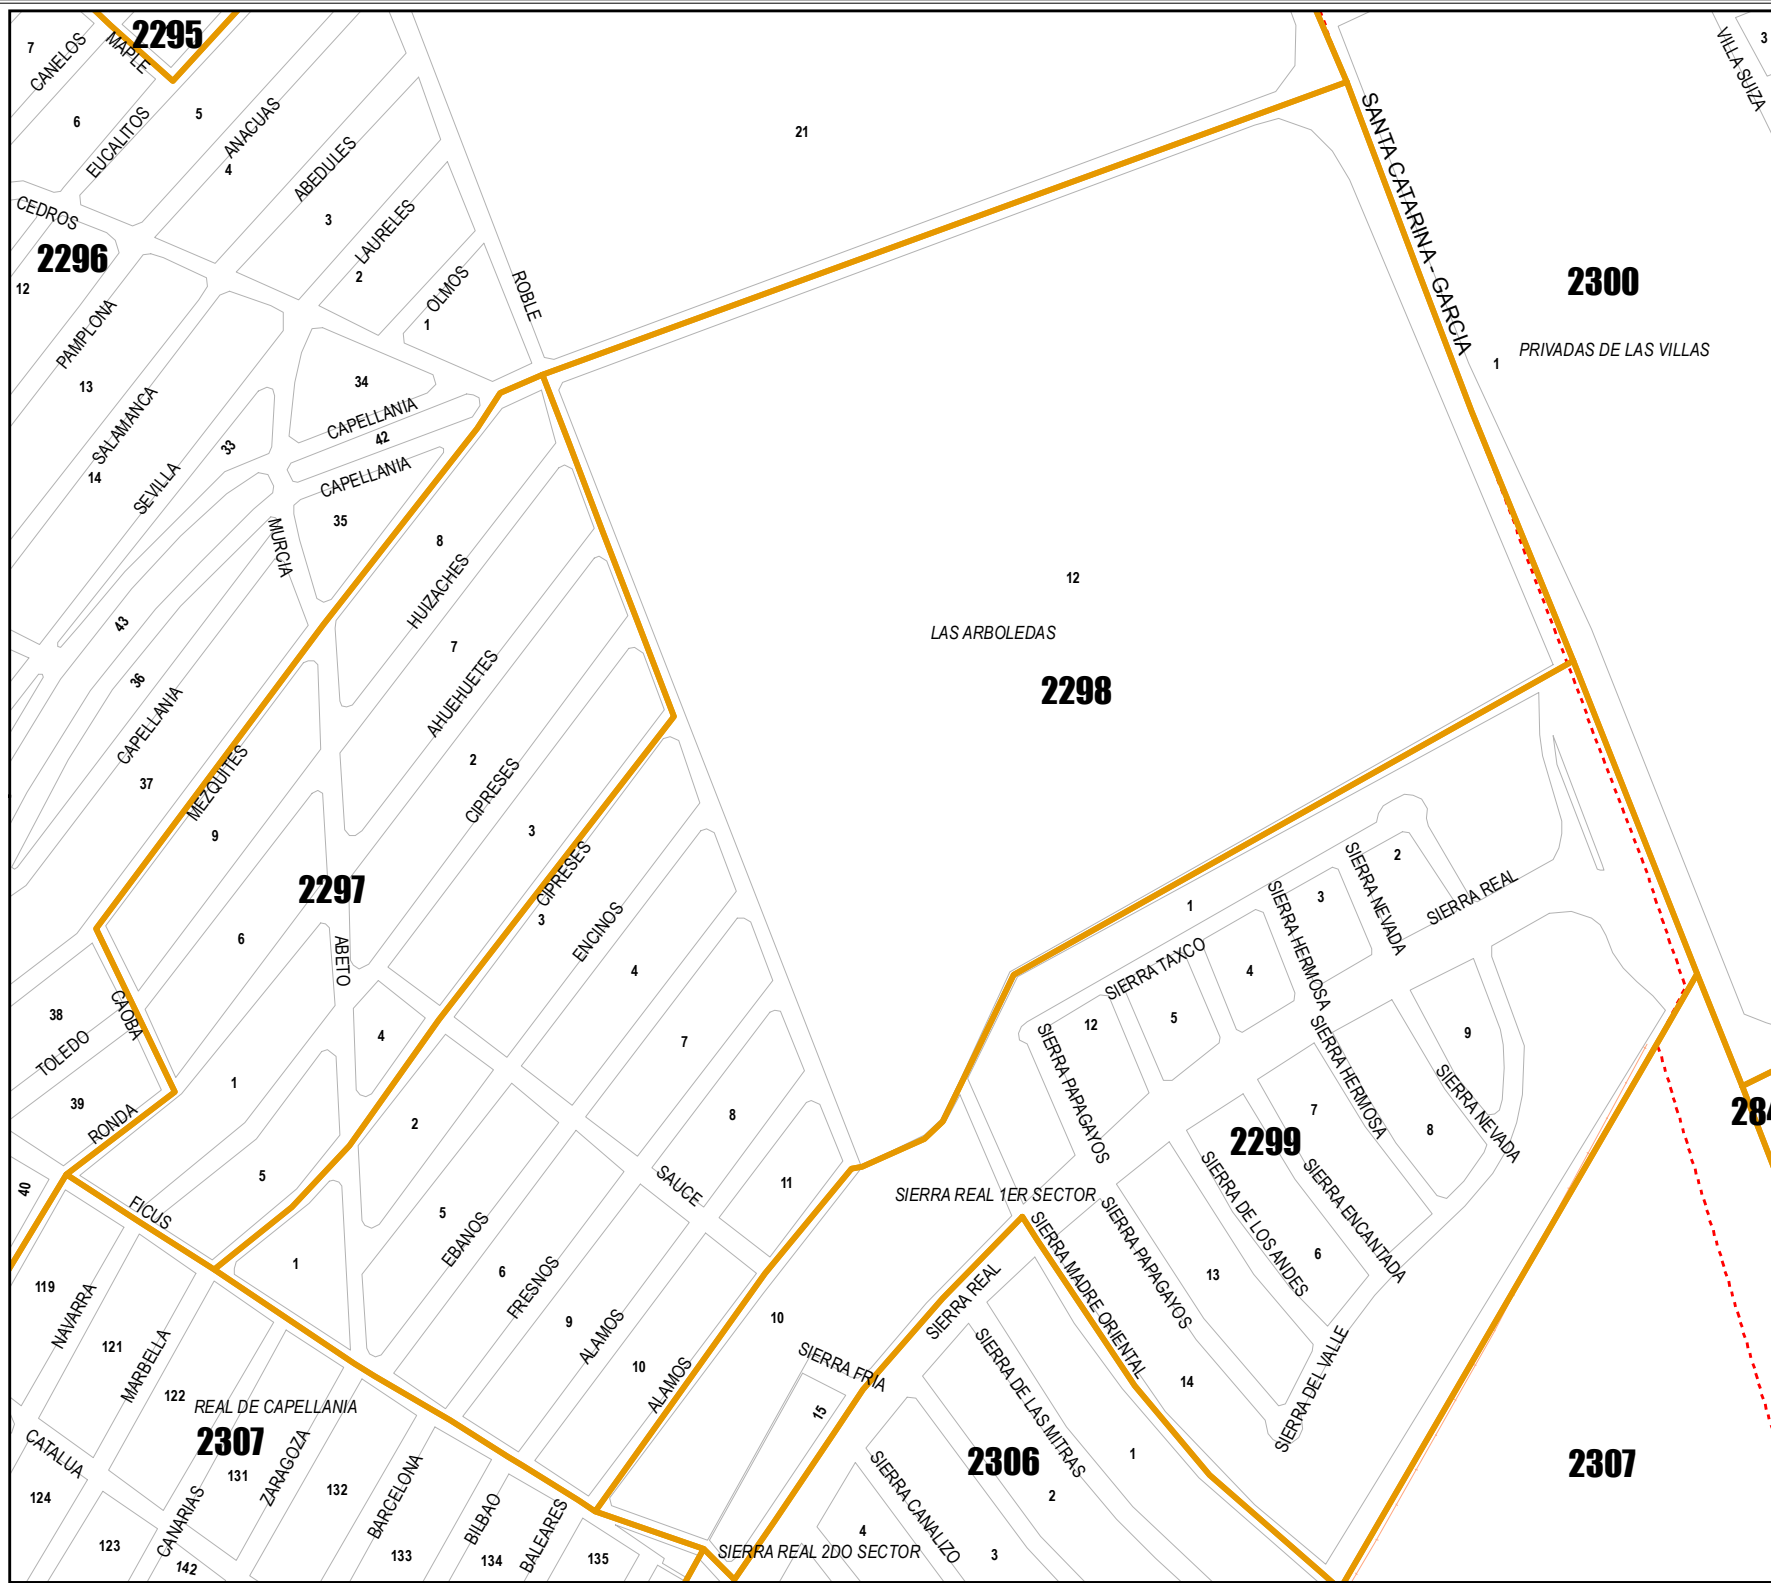 2295
7
CANELOS
MAPLE
6
EUCALITOS
5
ANACUAS
4
ABEDULES
3
LAURELES
2
OLMOS
1
ROBLE
21
SANTA CATARINA - GARCIA
VILLA SUIZA
3
CEDROS
2296
12
PAMPLONA
13
SALAMANCA
14
SEVILLA
33
34
CAPELLANIA
42
CAPELLANIA
35
MURCIA
43
36
CAPELLANIA
37
MEZQUITES
2300
PRIVADAS DE LAS VILLAS
1
8
HUIZACHES
7
AHUEHUETES
2
CIPRESES
3
CIPRESES
3
12
LAS ARBOLEDAS
2298
9
2297
6
ABETO
4
1
5
38
TOLEDO
CAOBA
39
RONDA
40
FICUS
ENCINOS
4
7
8
SAUCE
11
2
5
EBANOS
6
FRESNOS
9
ALAMOS
10
ALAMOS
1
1
SIERRA TAXCO
12
5
4
SIERRA HERMOSA
3
SIERRA NEVADA
2
SIERRA REAL
9
SIERRA PAPAGAYOS
SIERRA HERMOSA
SIERRA NEVADA
7
8
2299
SIERRA DE LOS ANDES
SIERRA ENCANTADA
6
284
SIERRA REAL 1ER SECTOR
SIERRA MADRE ORIENTAL
SIERRA PAPAGAYOS
13
14
SIERRA DEL VALLE
10
SIERRA FRIA
15
SIERRA REAL
SIERRA DE LAS MITRAS
1
2306
2
SIERRA CANALIZO
4
3
SIERRA REAL 2DO SECTOR
2307
119
NAVARRA
121
MARBELLA
122
REAL DE CAPELLANIA
2307
CATALUA
124
123
CANARIAS
131
142
ZARAGOZA
132
BARCELONA
133
BILBAO
134
BALEARES
135